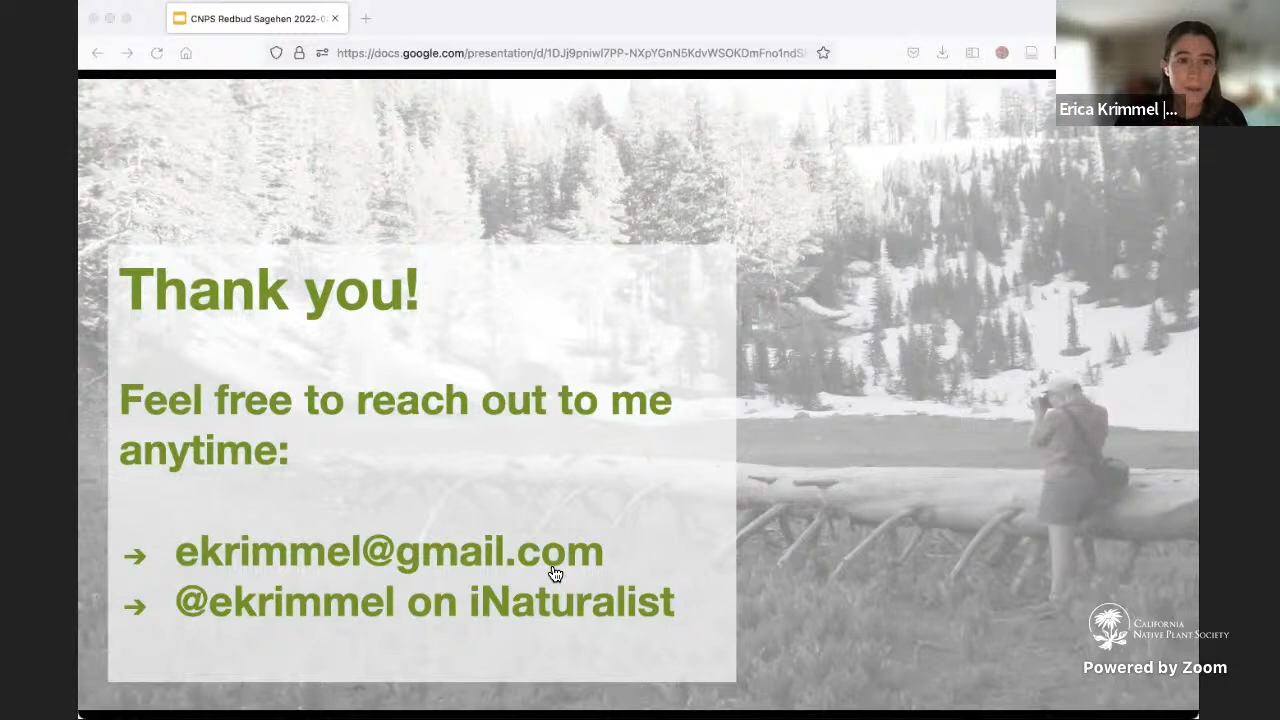 CNPS Redbud Sagehen 2022-0
https://docs.google.com/presentation/d/1DJj9pniwI7PP-NXpYGnN5KdvWSOKDmFno1ndS
Erica Krimmel |...
Thank you!
Feel free to reach out to me
anytime:
➔ ekrimmel@gmail.com
➔ @ekrimmel on iNaturalist
CALIFORNIA
NATIVE PLANT SOCIETY
Powered by Zoom